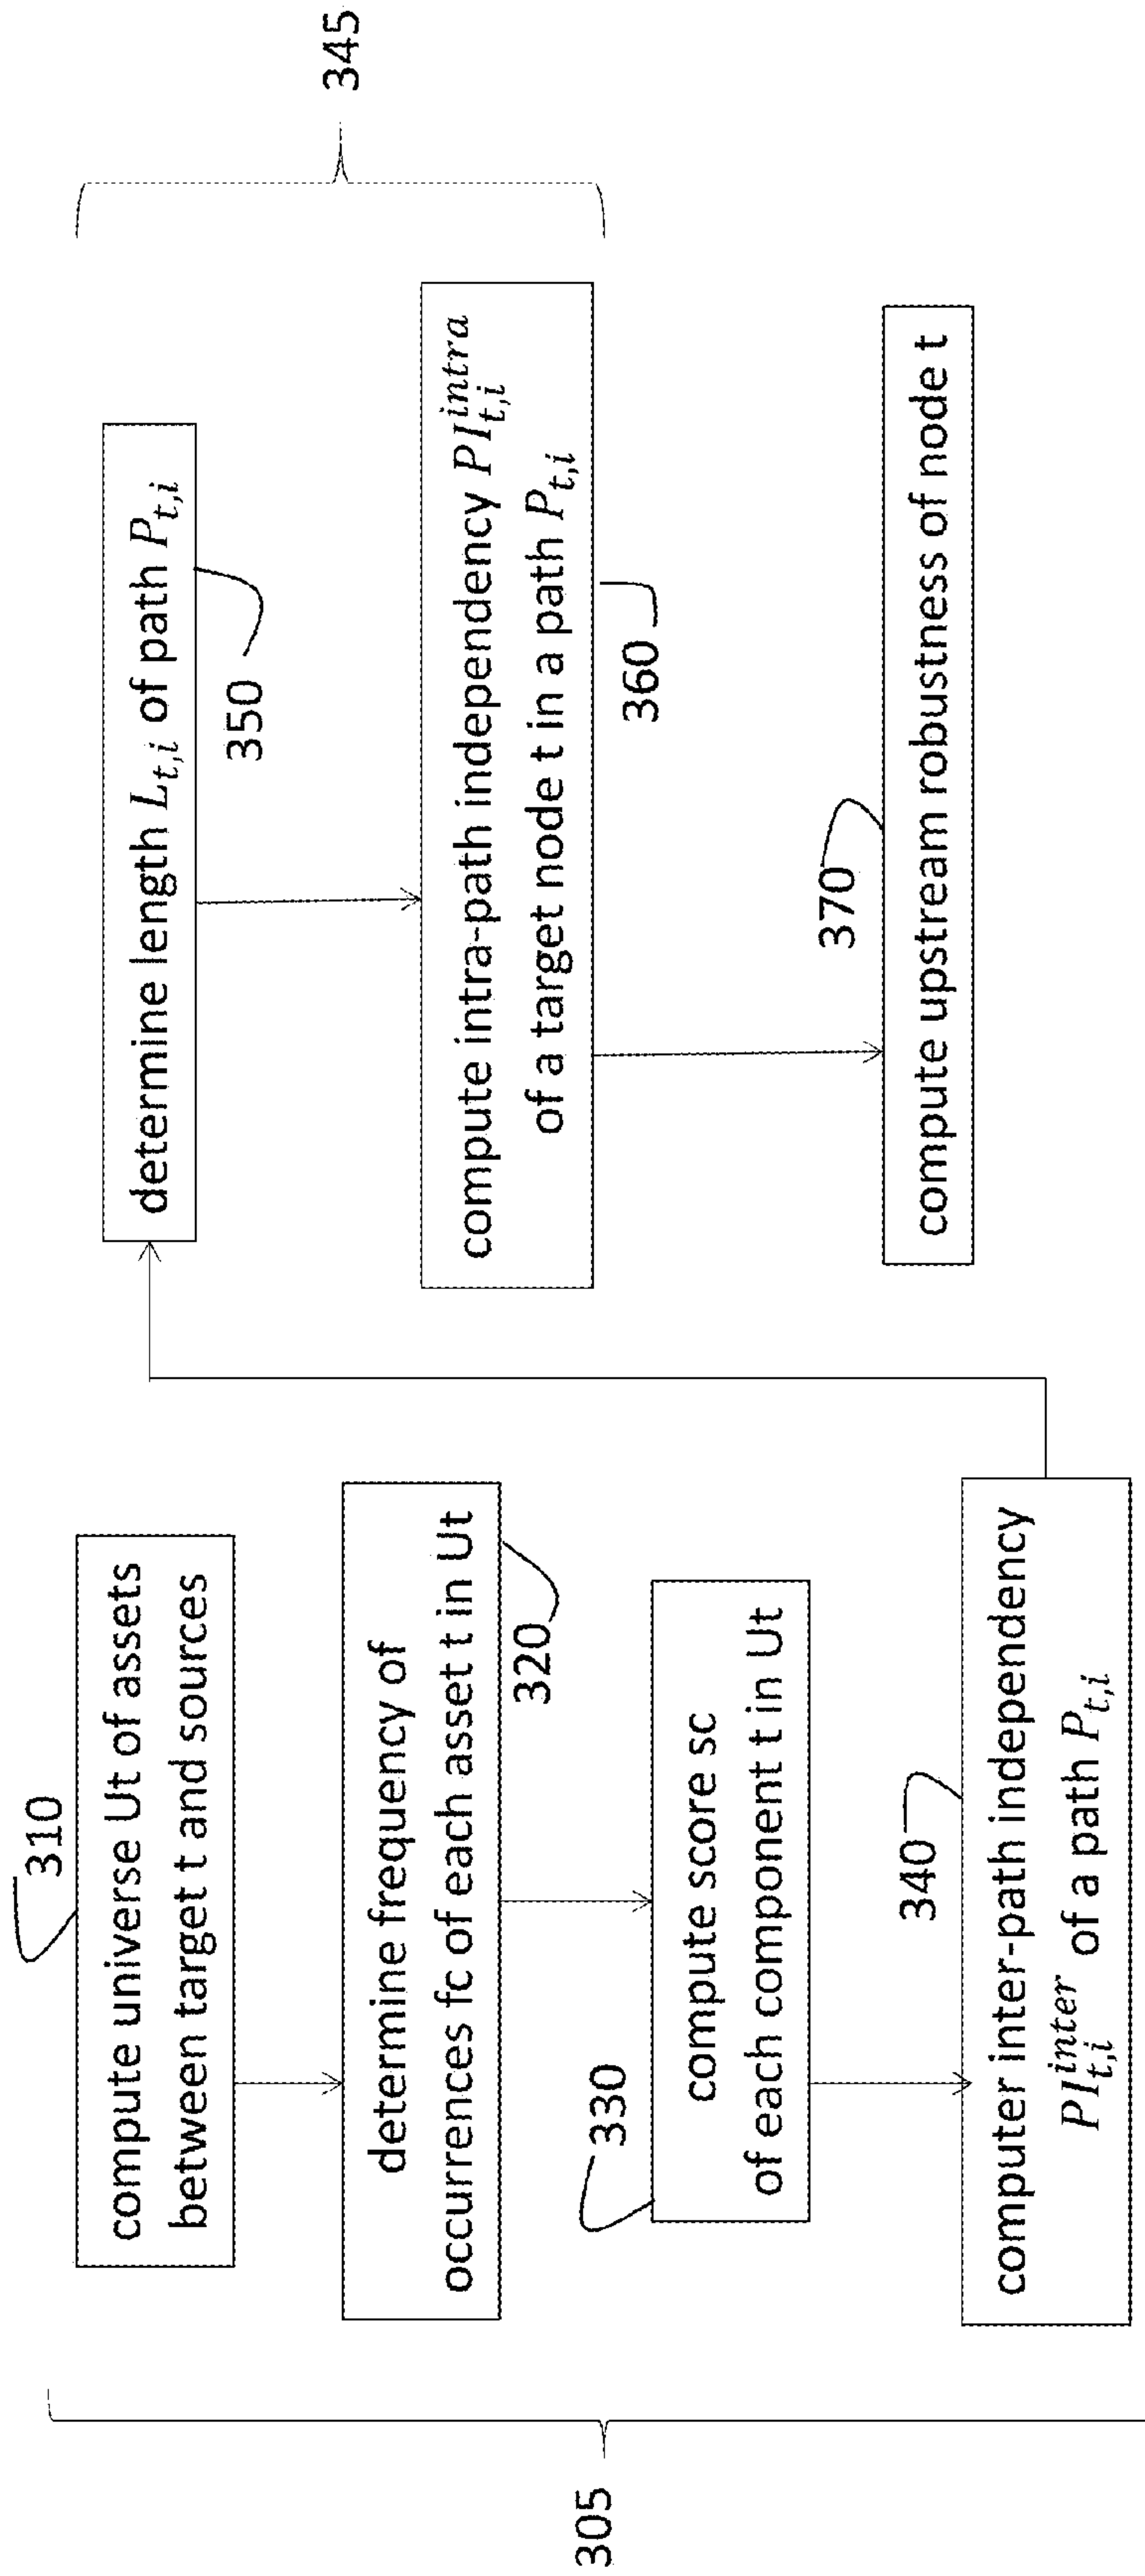 305
310
compute universe Ut of assets
between target t and sources
determine frequency of
occurrences fc of each asset t in Ut
320
330
compute score sc
of each component t in Ut
340
computer inter-path independency
$PI_{t,i}^{inter}$ of a path $P_{t,i}$
345
determine length $L_{t,i}$ of path $P_{t,i}$
350
compute intra-path independency $PI_{t,i}^{intra}$
of a target node t in a path $P_{t,i}$
360
370
compute upstream robustness of node t